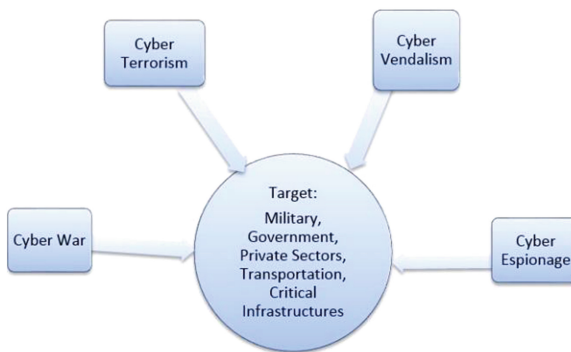 Cyber
Terrorism
Cyber
Vendalism
Cyber War
Target:
Military,
Government,
Private Sectors,
Transportation,
Critical
Infrastructures
Cyber
Espionage